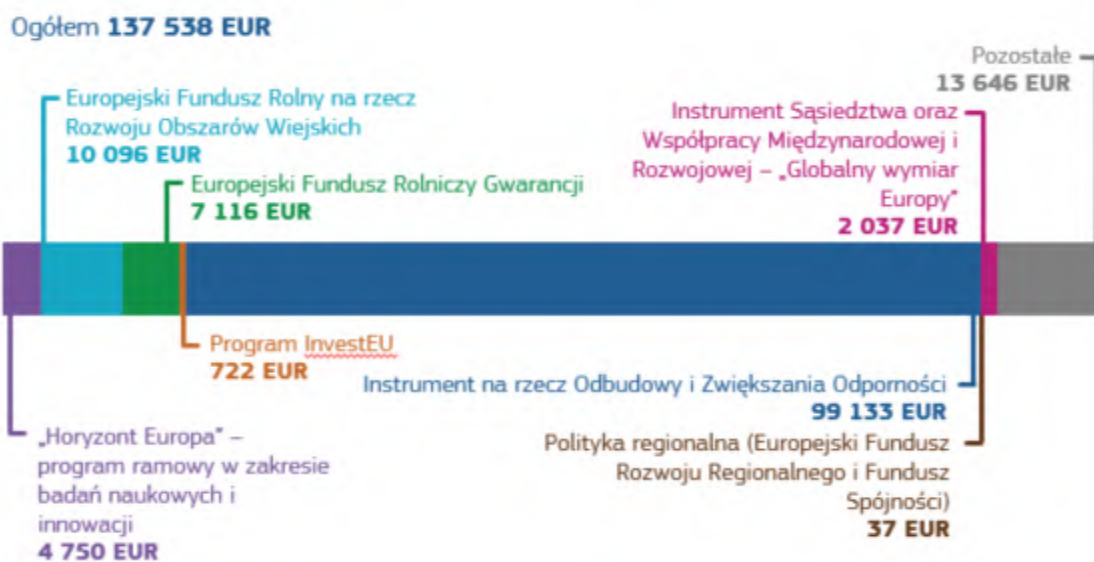 Ogółem 137 538 EUR
Pozostałe
13 646 EUR
Europejski Fundusz Rolny na rzecz
Rozwoju Obszarów Wiejskich
10 096 EUR
Instrument Sąsiedztwa oraz
Współpracy Międzynarodowej i
Rozwojowej – „Globalny wymiar
Europy”
2 037 EUR
Europejski Fundusz Rolniczy Gwarancji
7 116 EUR
Program InvestEU
722 EUR
Instrument na rzecz Odbudowy i Zwiększania Odporności
99 133 EUR
„Horyzont Europa” –
program ramowy w zakresie
badań naukowych i
innowacji
4 750 EUR
Polityka regionalna (Europejski Fundusz
Rozwoju Regionalnego i Fundusz
Spójności)
37 EUR